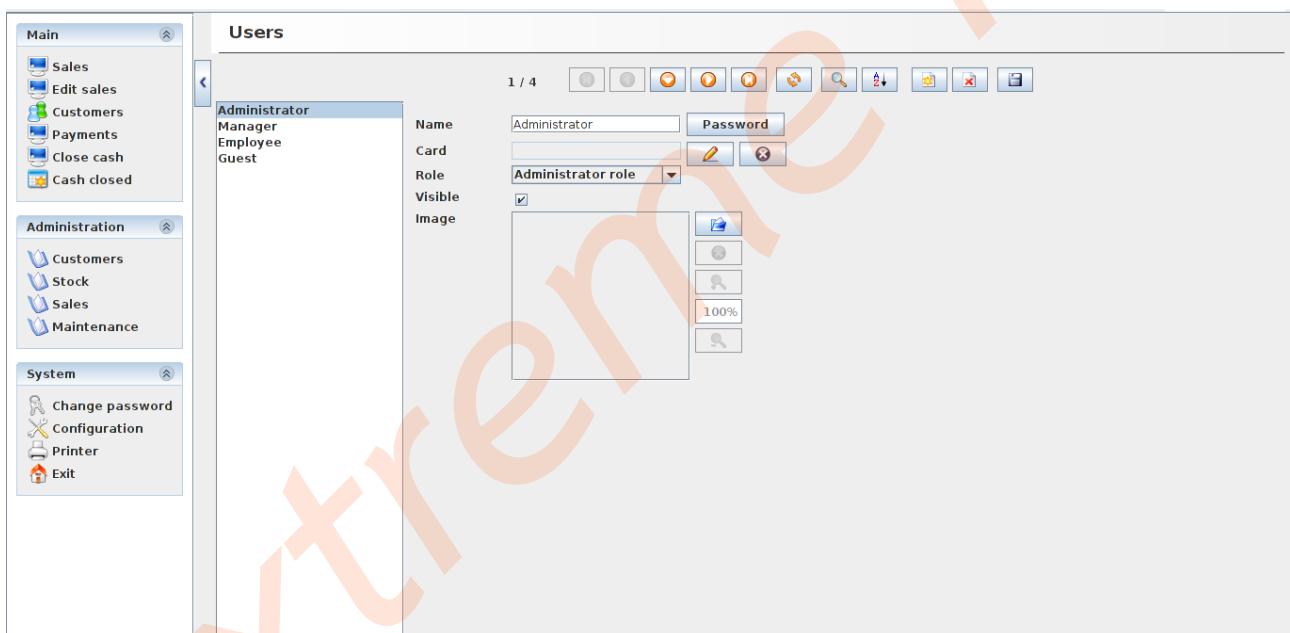 Main
Sales
Edit sales
Customers
Payments
Close cash
Cash closed
Administration
Customers
Stock
Sales
Maintenance
System
Change password
Configuration
Printer
Exit
Users
1 / 4
Administrator
Manager
Employee
Guest
Name Administrator Password
Card
Role Administrator role
Visible
Image
100%
xtreme